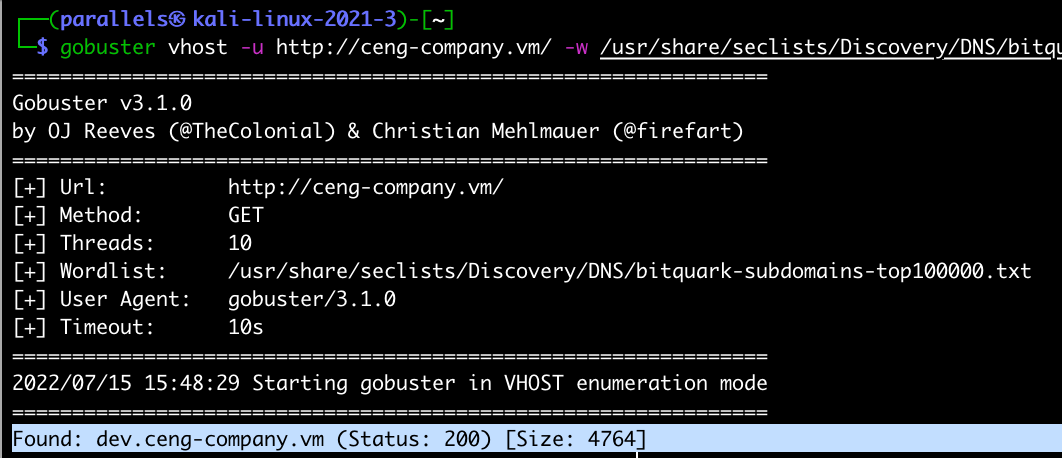 ┌──(parallels㉿kali-linux-2021-3)-[~]
└─$ gobuster vhost -u http://ceng-company.vm/ -w /usr/share/seclists/Discovery/DNS/bitqu
===============================================================
Gobuster v3.1.0
by OJ Reeves (@TheColonial) & Christian Mehlmauer (@firefart)
===============================================================
[+] Url:          http://ceng-company.vm/
[+] Method:       GET
[+] Threads:      10
[+] Wordlist:     /usr/share/seclists/Discovery/DNS/bitquark-subdomains-top100000.txt
[+] User Agent:   gobuster/3.1.0
[+] Timeout:      10s
===============================================================
2022/07/15 15:48:29 Starting gobuster in VHOST enumeration mode
===============================================================
Found: dev.ceng-company.vm (Status: 200) [Size: 4764]